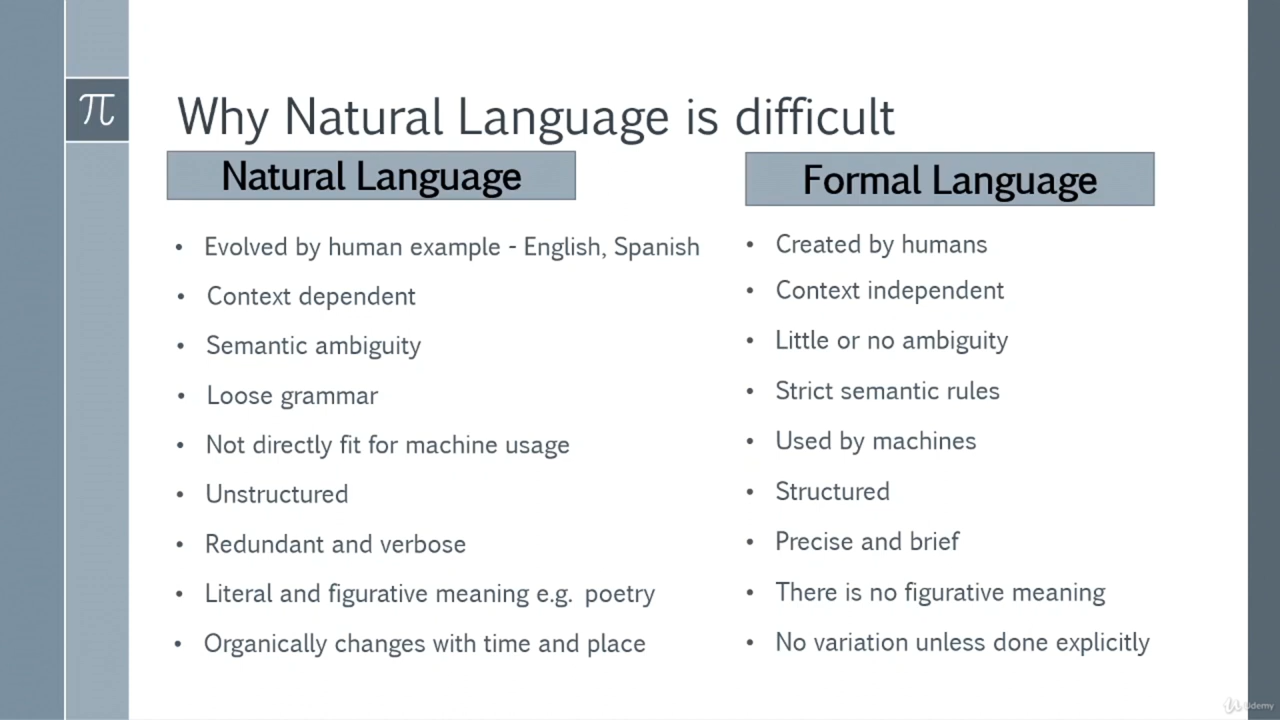 π
Why Natural Language is difficult
Natural Language
• Evolved by human example - English, Spanish
• Context dependent
• Semantic ambiguity
• Loose grammar
• Not directly fit for machine usage
• Unstructured
• Redundant and verbose
• Literal and figurative meaning e.g. poetry
• Organically changes with time and place
Formal Language
• Created by humans
• Context independent
• Little or no ambiguity
• Strict semantic rules
• Used by machines
• Structured
• Precise and brief
• There is no figurative meaning
• No variation unless done explicitly
Udemy